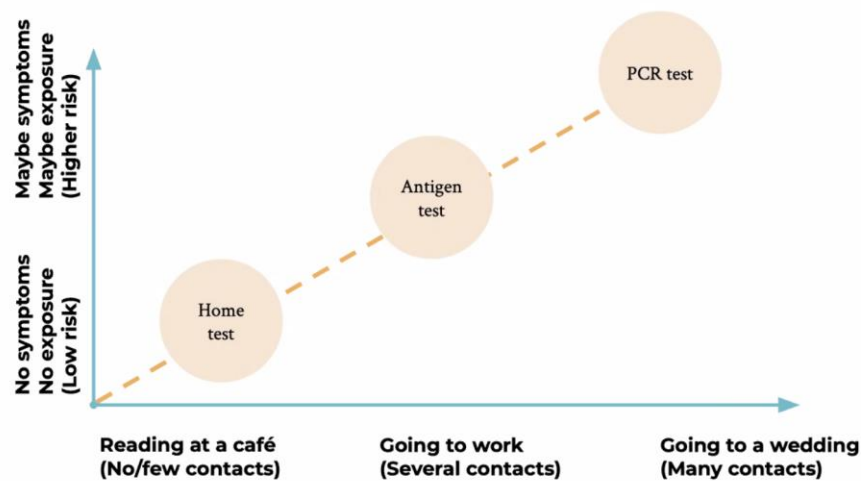 Maybe symptoms
Maybe exposure
(Higher risk)
No symptoms
No exposure
(Low risk)
PCR test
Antigen
test
Home
test
Reading at a café
(No/few contacts)
Going to work
(Several contacts)
Going to a wedding
(Many contacts)